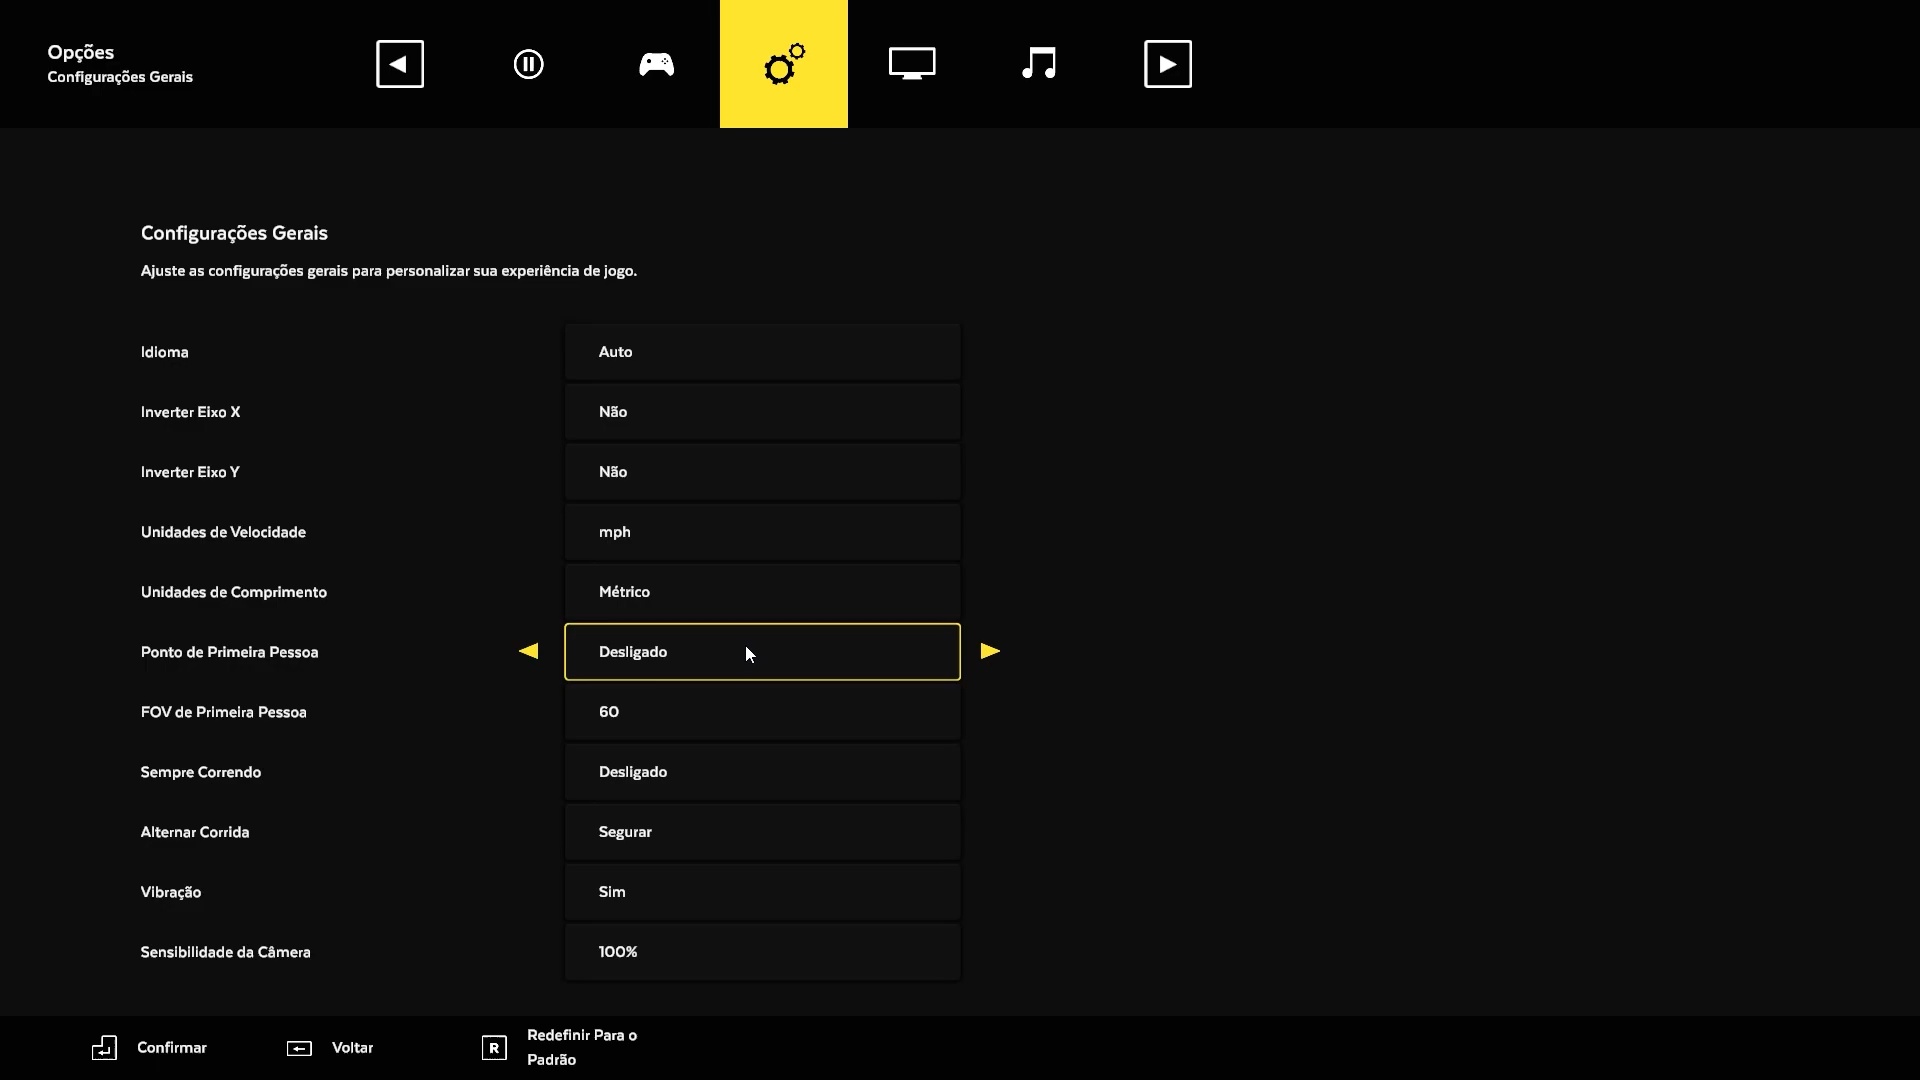 Opções
Configurações Gerais
Configurações Gerais
Ajuste as configurações gerais para personalizar sua experiência de jogo.
Idioma Auto
Inverter Eixo X Não
Inverter Eixo Y Não
Unidades de Velocidade mph
Unidades de Comprimento Métrico
Ponto de Primeira Pessoa Desligado
FOV de Primeira Pessoa 60
Sempre Correndo Desligado
Alternar Corrida Segurar
Vibração Sim
Sensibilidade da Câmera 100%
Confirmar Voltar R Redefinir Para o
Padrão